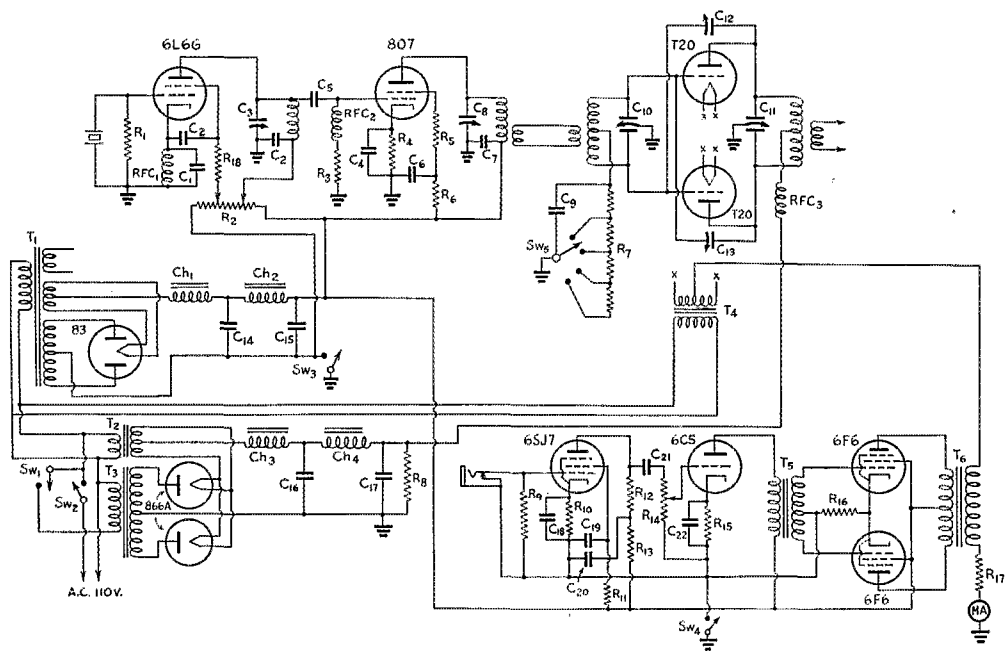 6L6G
807
T20
C12
C3
C5
RFC2
C8
C10
C11
R1
C2
C2
R4
R5
C7
RFC1
C1
R18
R3
C4
C6
R6
T20
RFC3
R2
C9
Sw5
R7
C13
T1
Ch1
Ch2
X
X
T4
83
C14
C15
Sw3
T2
Ch3
Ch4
6SJ7
C21
6C5
6F6
T5
T6
Sw1
T3
C16
C17
R8
R9
R10
R12
R14
R16
Sw2
866A
C18
C19
R13
C22
R15
R17
C20
R11
6F6
A.C. 110V.
Sw4
MA
X X
X X